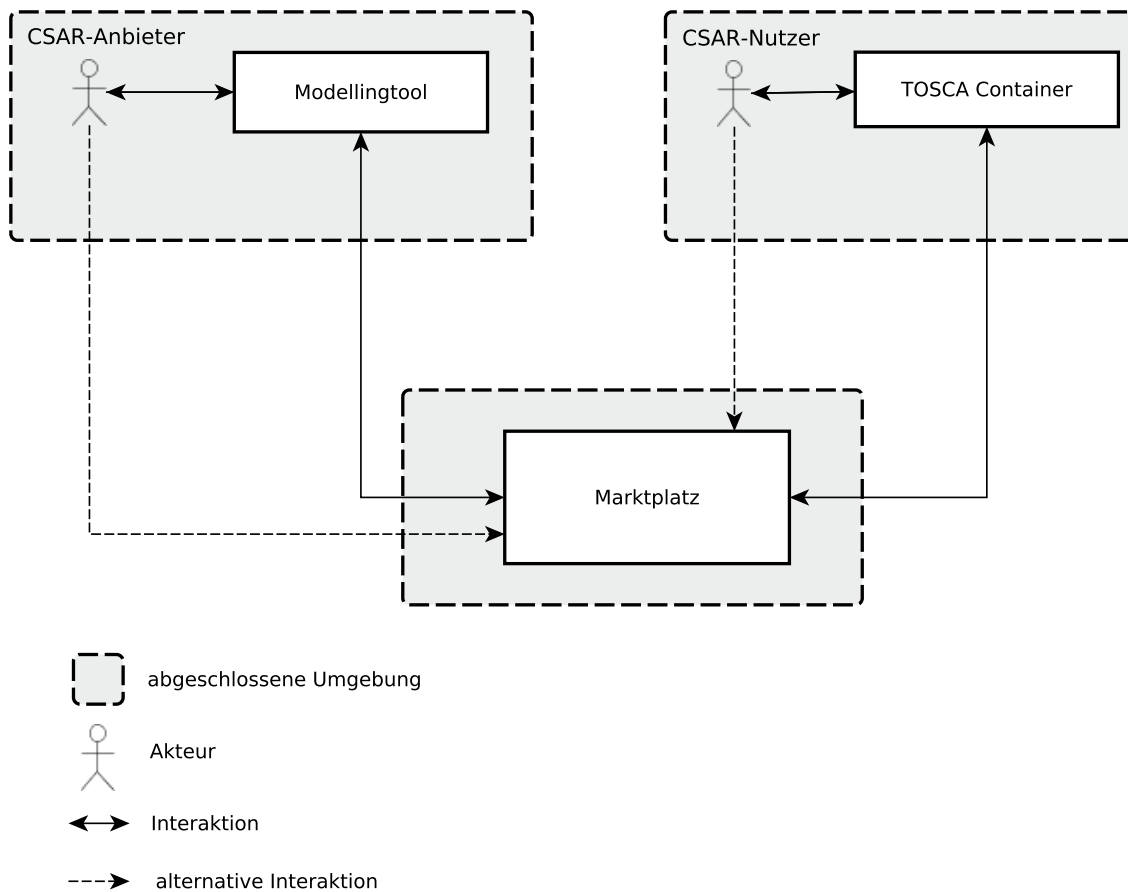 CSAR-Anbieter
Modellingtool
CSAR-Nutzer
TOSCA Container
Marktplatz
abgeschlossene Umgebung
Akteur
Interaktion
alternative Interaktion